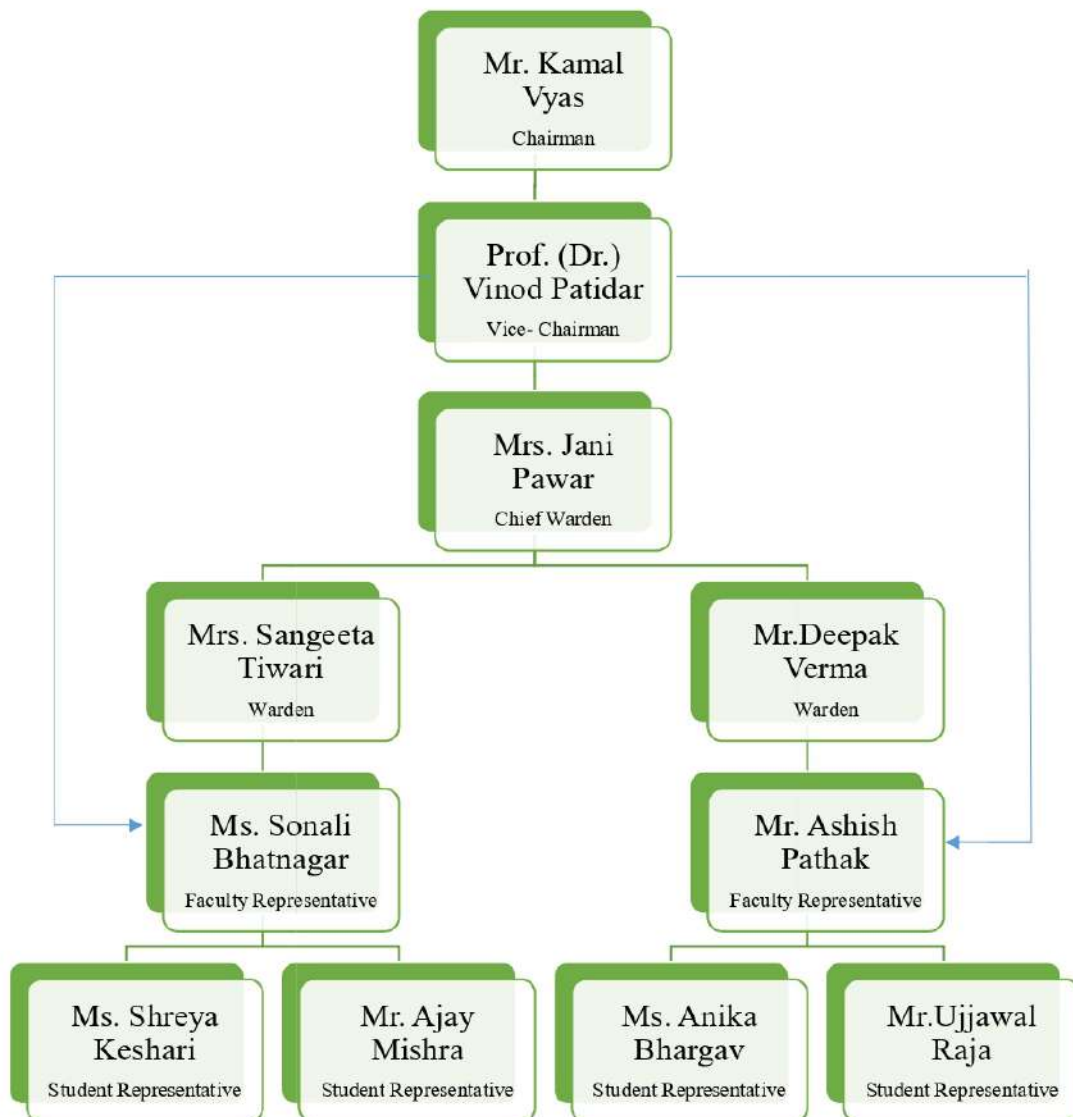 Mr. Kamal
Vyas
Chairman
Prof. (Dr.)
Vinod Patidar
Vice- Chairman
Mrs. Jani
Pawar
Chief Warden
Mrs. Sangeeta
Tiwari
Warden
Mr.Deepak
Verma
Warden
Ms. Sonali
Bhatnagar
Faculty Representative
Mr. Ashish
Pathak
Faculty Representative
Ms. Shreya
Keshari
Student Representative
Mr. Ajay
Mishra
Student Representative
Ms. Anika
Bhargav
Student Representative
Mr.Ujjawal
Raja
Student Representative